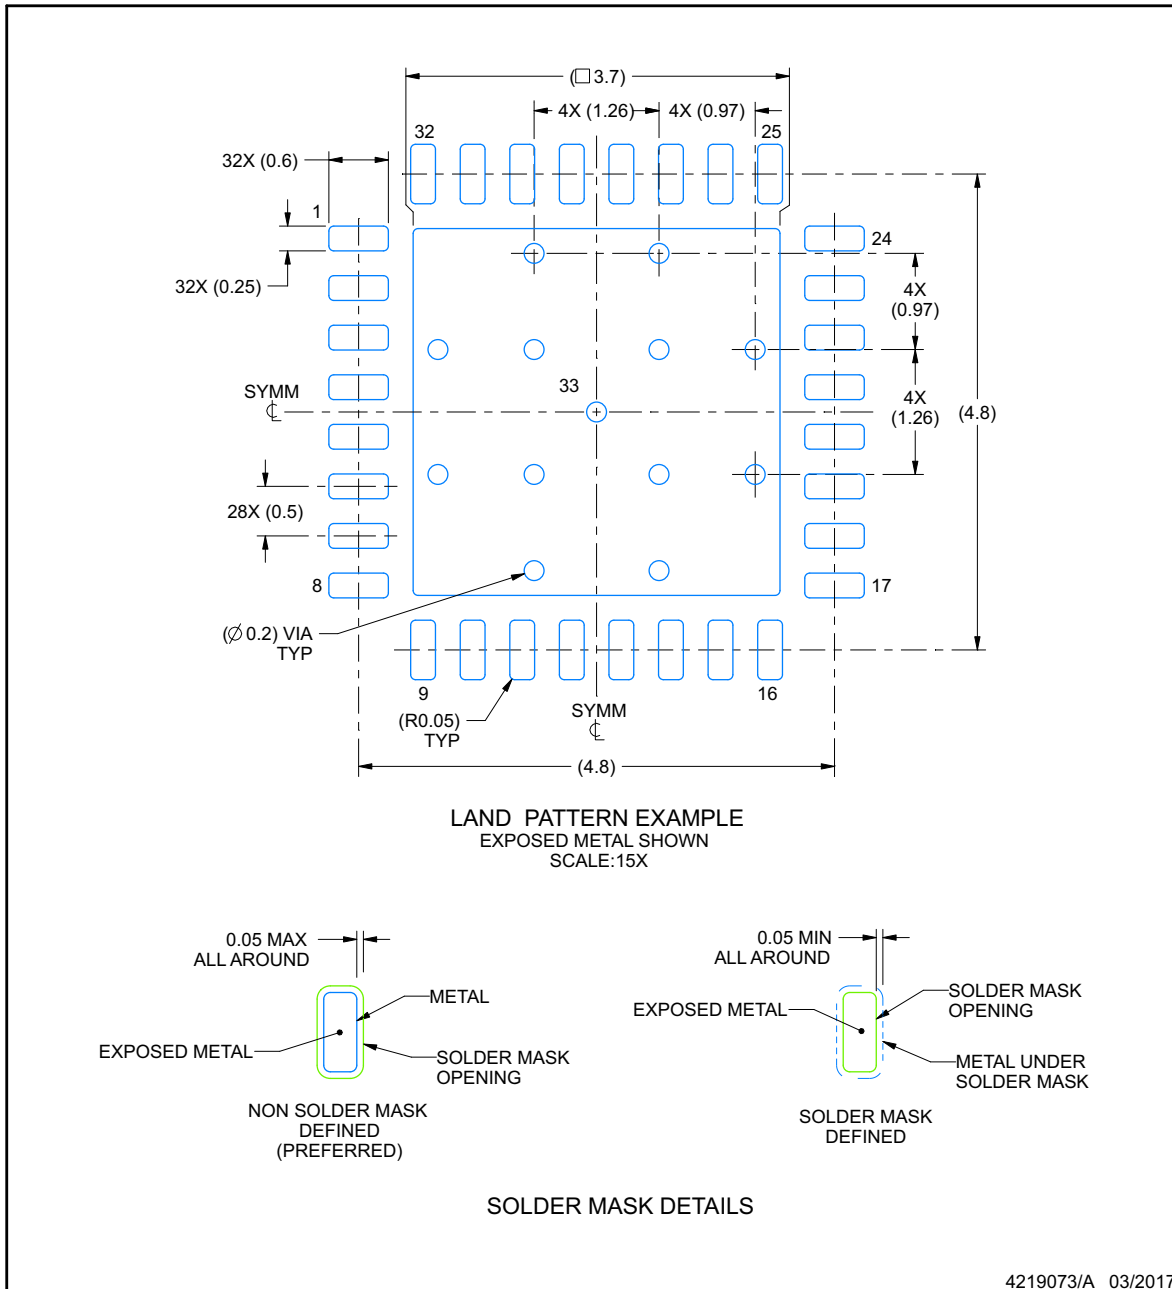 (□ 3.7)
4X (1.26)
4X (0.97)
32
25
32X (0.6)
1
24
32X (0.25)
4X
(0.97)
SYMM
℄
33
4X
(1.26)
(4.8)
28X (0.5)
8
17
(∅ 0.2) VIA
TYP
9
16
(R0.05)
TYP
SYMM
℄
(4.8)
LAND PATTERN EXAMPLE
EXPOSED METAL SHOWN
SCALE:15X
0.05 MAX
ALL AROUND
METAL
EXPOSED METAL
SOLDER MASK
OPENING
NON SOLDER MASK
DEFINED
(PREFERRED)
0.05 MIN
ALL AROUND
EXPOSED METAL
SOLDER MASK
OPENING
METAL UNDER
SOLDER MASK
SOLDER MASK
DEFINED
SOLDER MASK DETAILS
4219073/A 03/2017